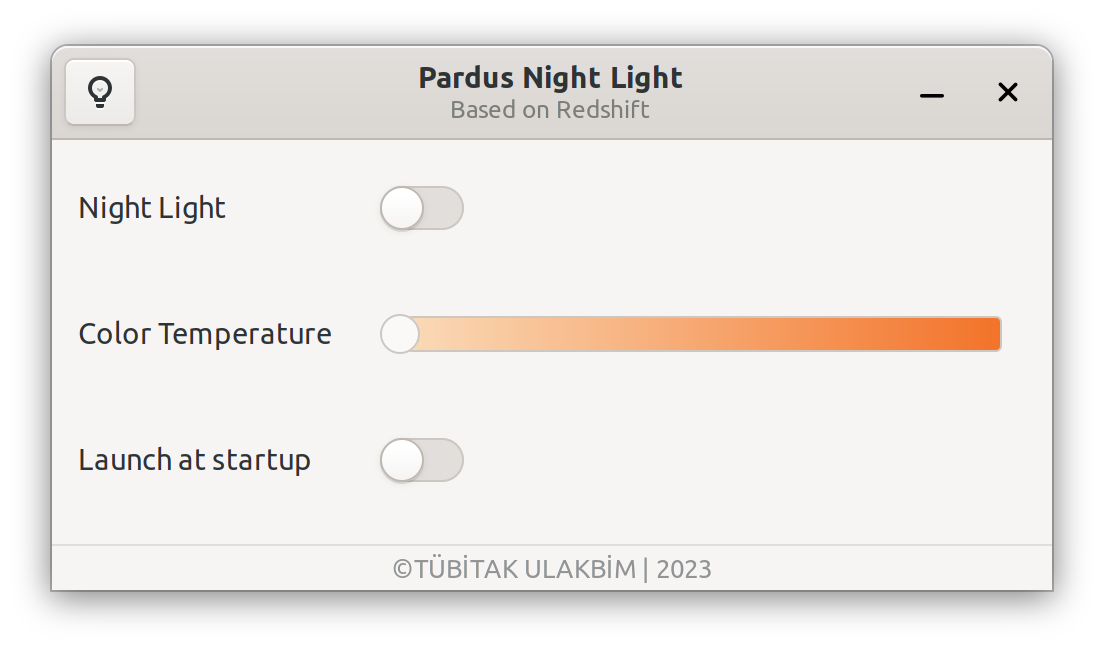 Pardus Night Light
Based on Redshift
Night Light
Color Temperature
Launch at startup
©TÜBİTAK ULAKBİM | 2023